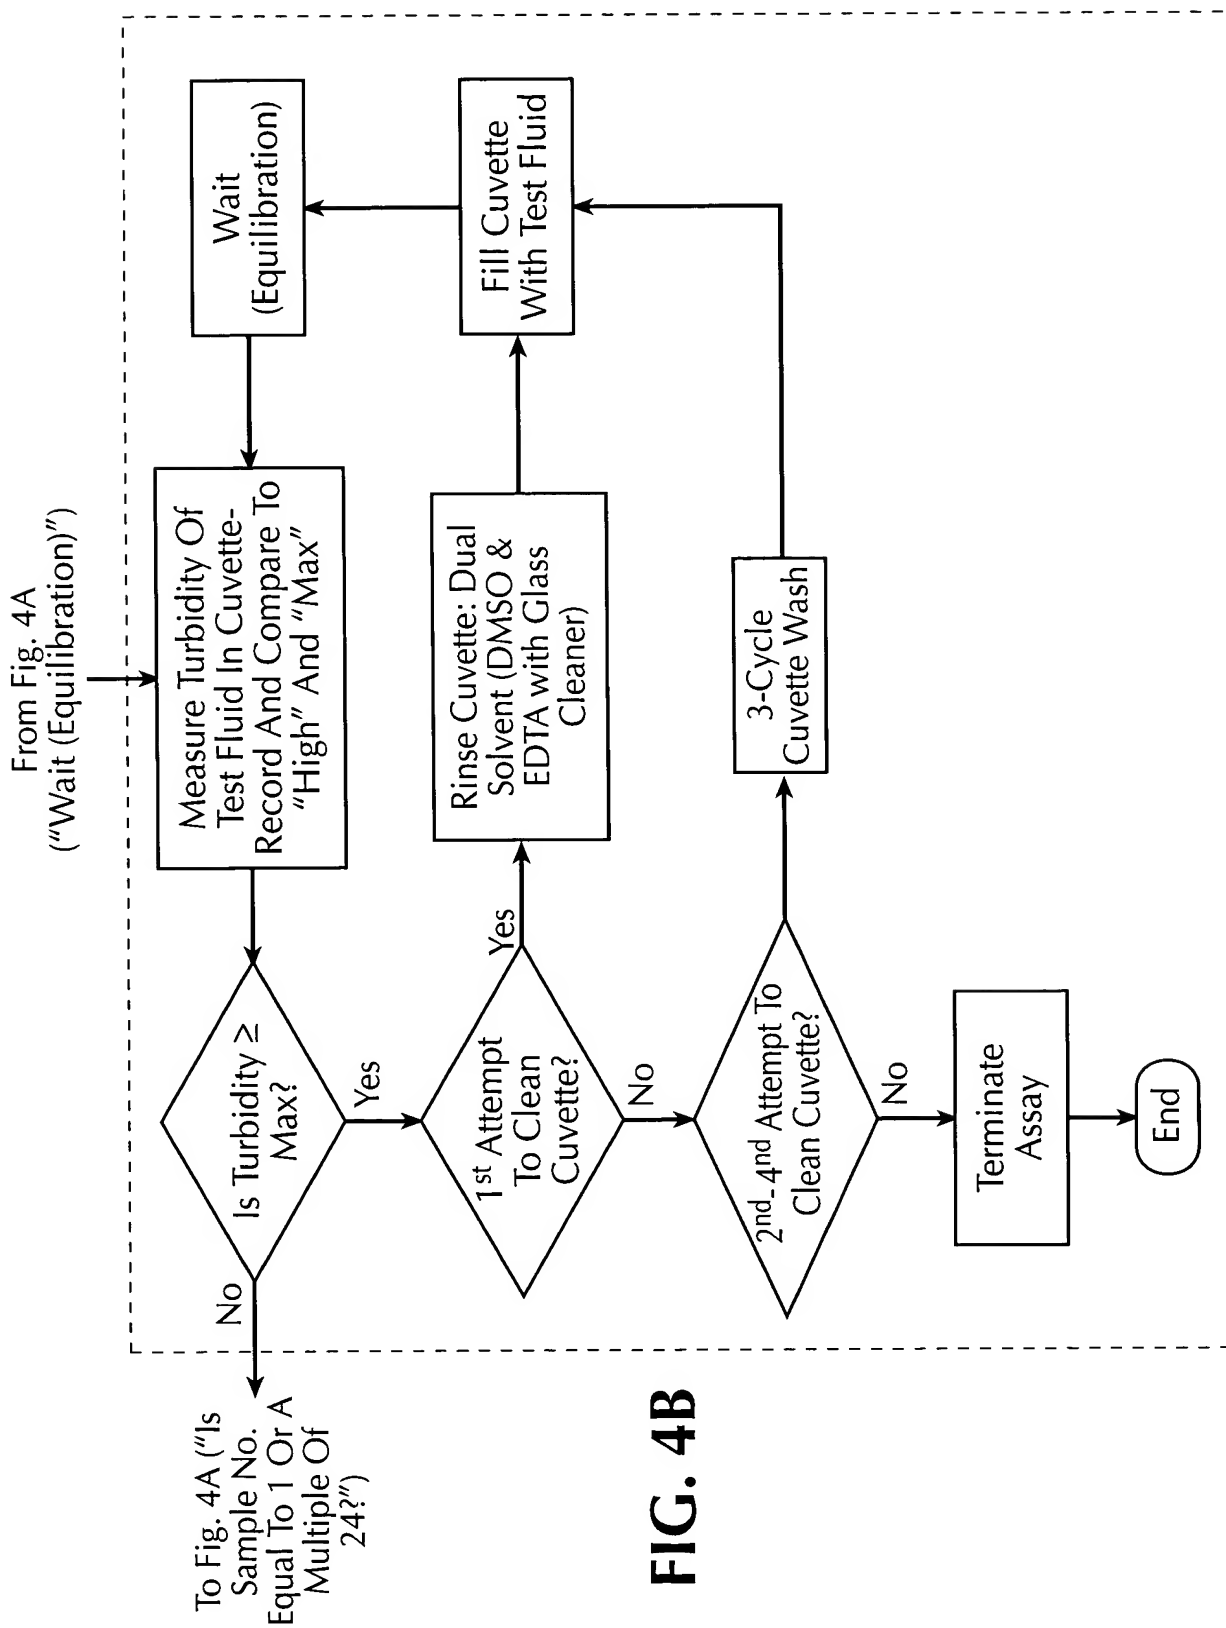 From Fig. 4A
("Wait (Equilibration)")
To Fig. 4A ("Is
Sample No.
Equal To 1 Or A
Multiple Of
24?")
No
Is Turbidity ≥
Max?
Yes
Measure Turbidity Of
Test Fluid In Cuvette-
Record And Compare To
"High" And "Max"
Wait
(Equilibration)
1st Attempt
To Clean
Cuvette?
Yes
No
Rinse Cuvette: Dual
Solvent (DMSO &
EDTA with Glass
Cleaner)
Fill Cuvette
With Test Fluid
2nd-4nd Attempt To
Clean Cuvette?
No
3-Cycle
Cuvette Wash
Terminate
Assay
End
FIG. 4B